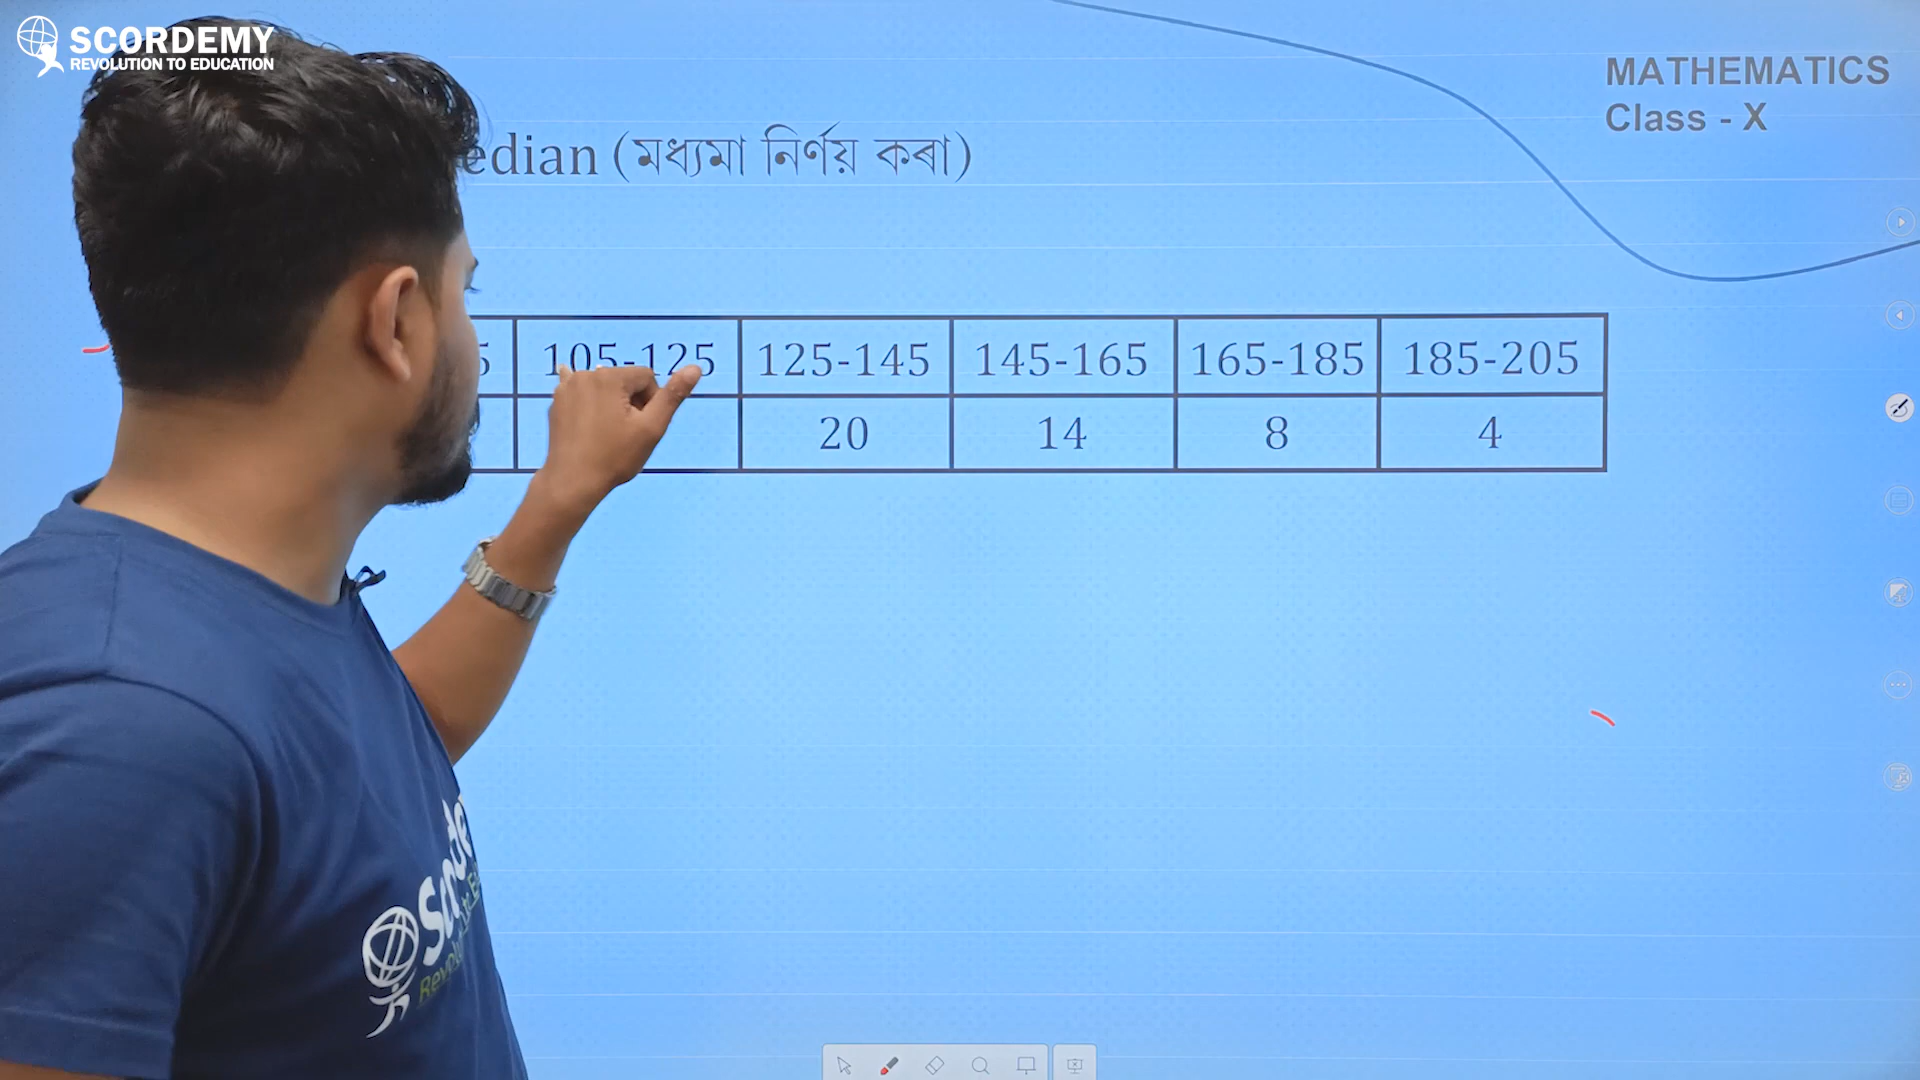 SCORDEMY
REVOLUTION TO EDUCATION
MATHEMATICS
Class - X
edian (মধ্যমা নিৰ্ণয় কৰা)
5 105-125 125-145 145-165 165-185 185-205
20 14 8 4